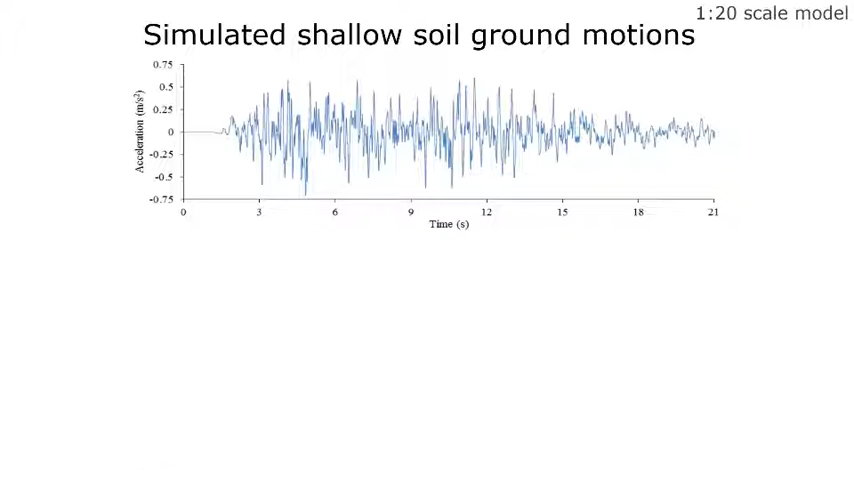 1:20 scale model
Simulated shallow soil ground motions
0.75
0.5
0.25
0
-0.25
-0.5
-0.75
Acceleration (m/s²)
0 3 6 9 12 15 18 21
Time (s)